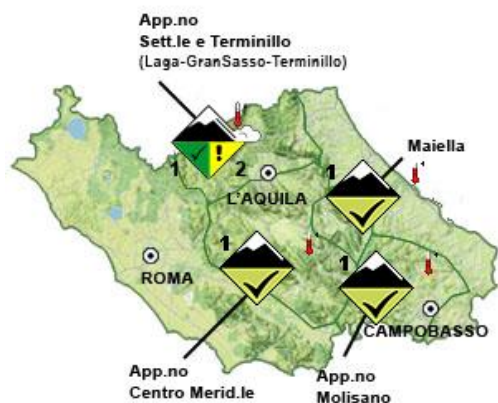 App.no
Sett.le e Terminillo
(Laga-GranSasso-Terminillo)
!
1
2
L'AQUILA
1
Maiella
ROMA
1
1
CAMPOBASSO
App.no
Centro Merid.le
App.no
Molisano